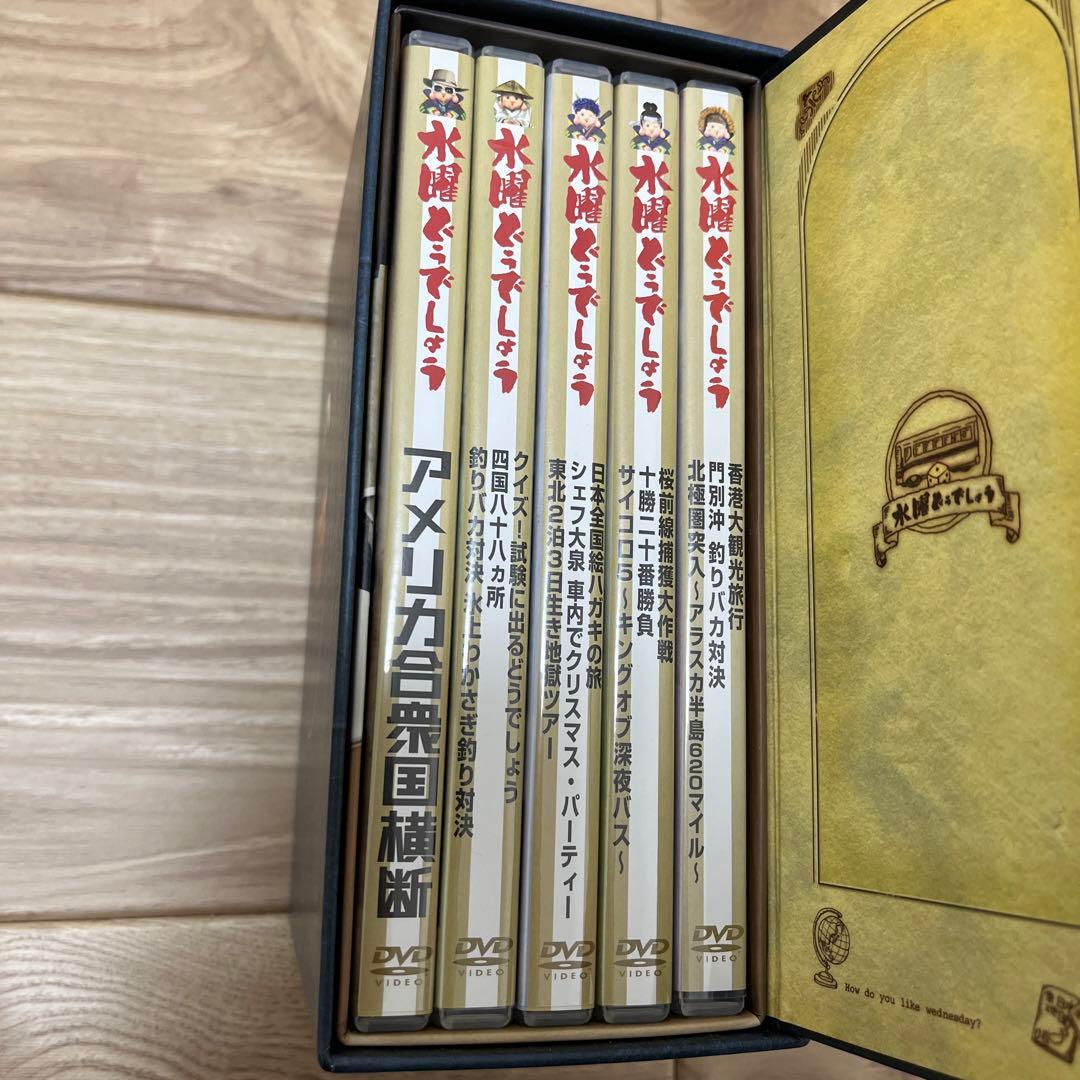 水曜どうでしょう
アメリカ合衆国横断
DVD
VIDEO
水曜どうでしょう
クイズ!試験に出るどうでしょう
四国八十八ヵ所
釣りバカ対決 氷上わかさぎ釣り対決
DVD
VIDEO
水曜どうでしょう
日本全国絵ハガキの旅
シェフ大泉 車内でクリスマス・パーティー
東北2泊3日生き地獄ツアー
DVD
VIDEO
水曜どうでしょう
桜前線捕獲大作戦
十勝二十番勝負
サイコロ5～キングオブ深夜バス～
DVD
VIDEO
水曜どうでしょう
香港大観光旅行
門別沖 釣りバカ対決
北極圏突入～アラスカ半島620マイル～
DVD
VIDEO
水曜どうでしょう
How do you like wednesday?